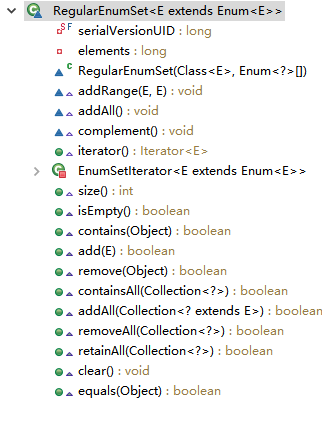 RegularEnumSet<E extends Enum<E>>
S F serialVersionUID : long
elements : long
C RegularEnumSet(Class<E>, Enum<?>[])
addRange(E, E) : void
addAll() : void
complement() : void
iterator() : Iterator<E>
EnumSetIterator<E extends Enum<E>>
size() : int
isEmpty() : boolean
contains(Object) : boolean
add(E) : boolean
remove(Object) : boolean
containsAll(Collection<?>) : boolean
addAll(Collection<? extends E>) : boolean
removeAll(Collection<?>) : boolean
retainAll(Collection<?>) : boolean
clear() : void
equals(Object) : boolean